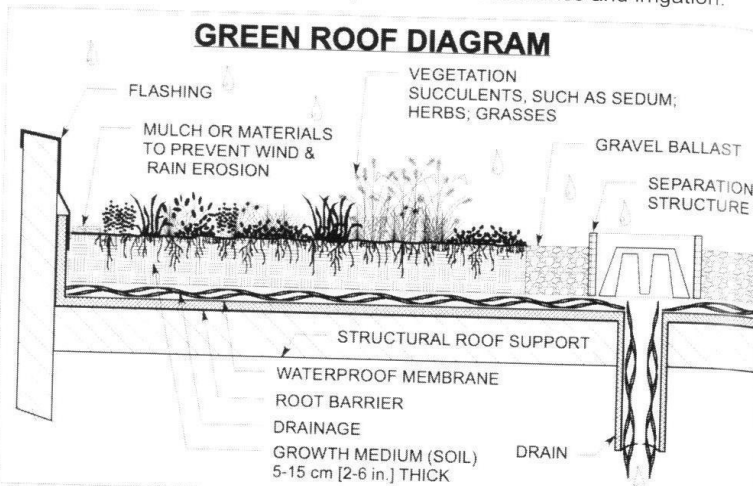 and irrigation.
GREEN ROOF DIAGRAM
FLASHING
MULCH OR MATERIALS
TO PREVENT WIND &
RAIN EROSION
VEGETATION
SUCCULENTS, SUCH AS SEDUM;
HERBS; GRASSES
GRAVEL BALLAST
SEPARATION
STRUCTURE
STRUCTURAL ROOF SUPPORT
WATERPROOF MEMBRANE
ROOT BARRIER
DRAINAGE
GROWTH MEDIUM (SOIL)
5-15 cm [2-6 in.] THICK
DRAIN